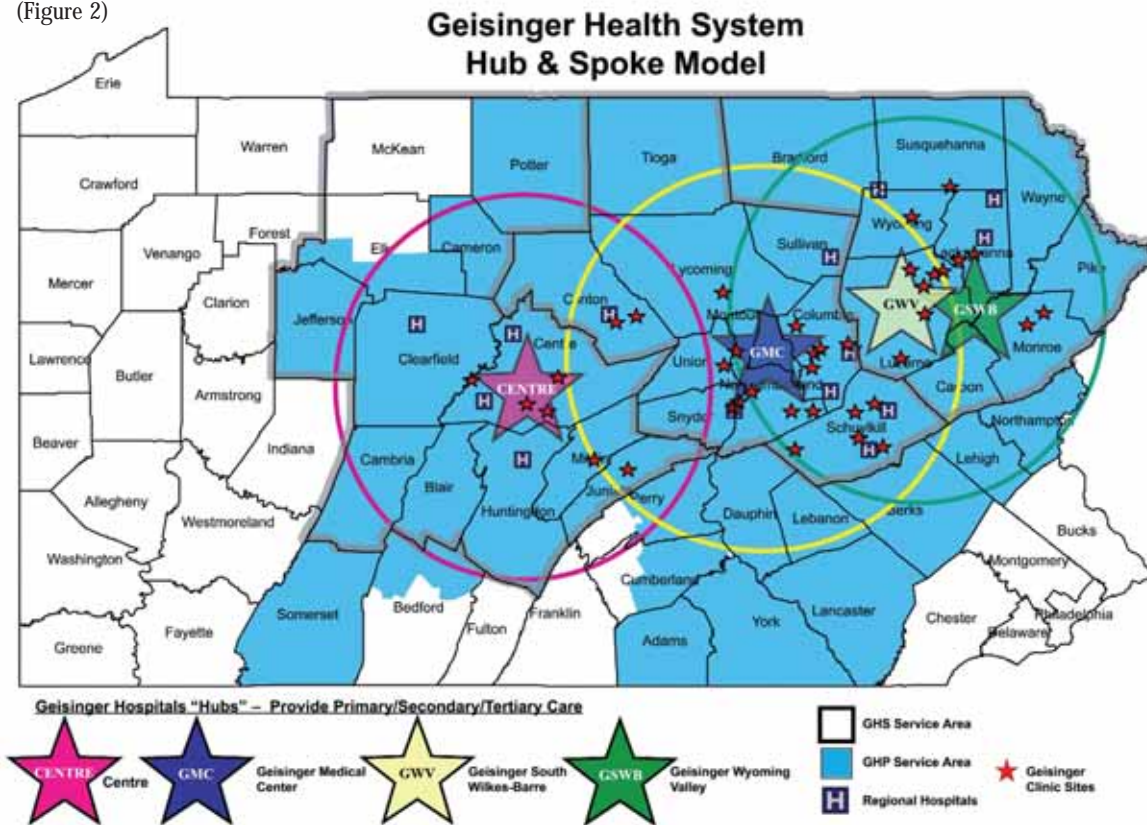 (Figure 2)
Geisinger Health System
Hub & Spoke Model
Erie
Warren
McKean
Potter
Tioga
Bradford
Susquehanna
Crawford
Wayne
Forest
Elk
Cameron
Wyoming
Venango
Sullivan
Mercer
Lycoming
Lackawanna
Pike
Clarion
Jefferson
Clinton
GWV
GSWB
Lawrence
Butler
Clearfield
Centre
Montour
Columbia
Union
GMC
Luzerne
Monroe
Armstrong
CENTRE
Northumberland
Carbon
Beaver
Snyder
Northampton
Indiana
Schuylkill
Cambria
Mifflin
Lehigh
Allegheny
Blair
Juniata
Perry
Huntingdon
Dauphin
Lebanon
Berks
Westmoreland
Bucks
Washington
Montgomery
Cumberland
Somerset
Bedford
Franklin
Lancaster
Philadelphia
Fayette
Fulton
York
Chester
Delaware
Greene
Adams
H
H
H
H
H
H
H
H
H
H
H
H
H
H
Geisinger Hospitals "Hubs" – Provide Primary/Secondary/Tertiary Care
CENTRE
Centre
GMC
Geisinger Medical
Center
GWV
Geisinger South
Wilkes-Barre
GSWB
Geisinger Wyoming
Valley
GHS Service Area
GHP Service Area
H
Regional Hospitals
Geisinger
Clinic Sites